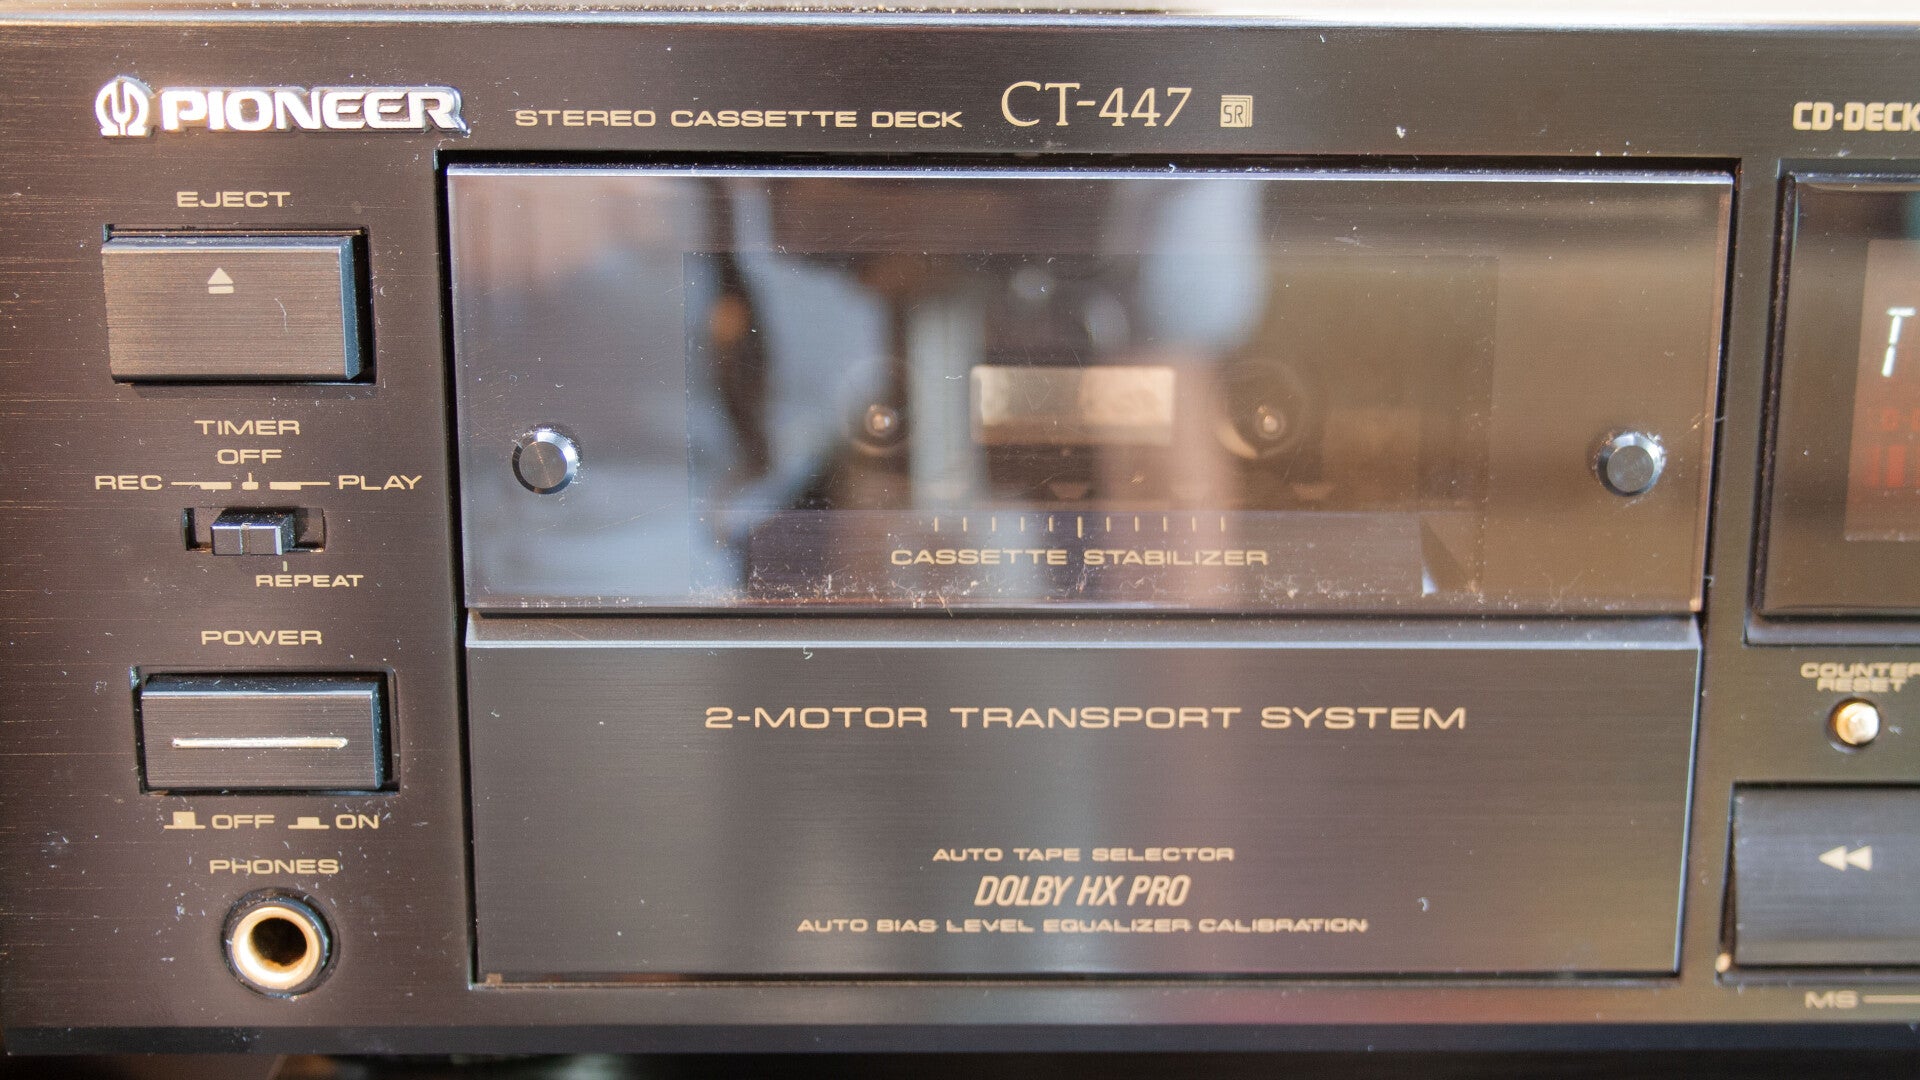 PIONEER STEREO CASSETTE DECK CT-447 SR
CD·DECK
EJECT
TIMER
OFF
REC PLAY
REPEAT
POWER
OFF ON
PHONES
CASSETTE STABILIZER
2-MOTOR TRANSPORT SYSTEM
AUTO TAPE SELECTOR
DOLBY HX PRO
AUTO BIAS LEVEL EQUALIZER CALIBRATION
COUNTER
RESET
MS